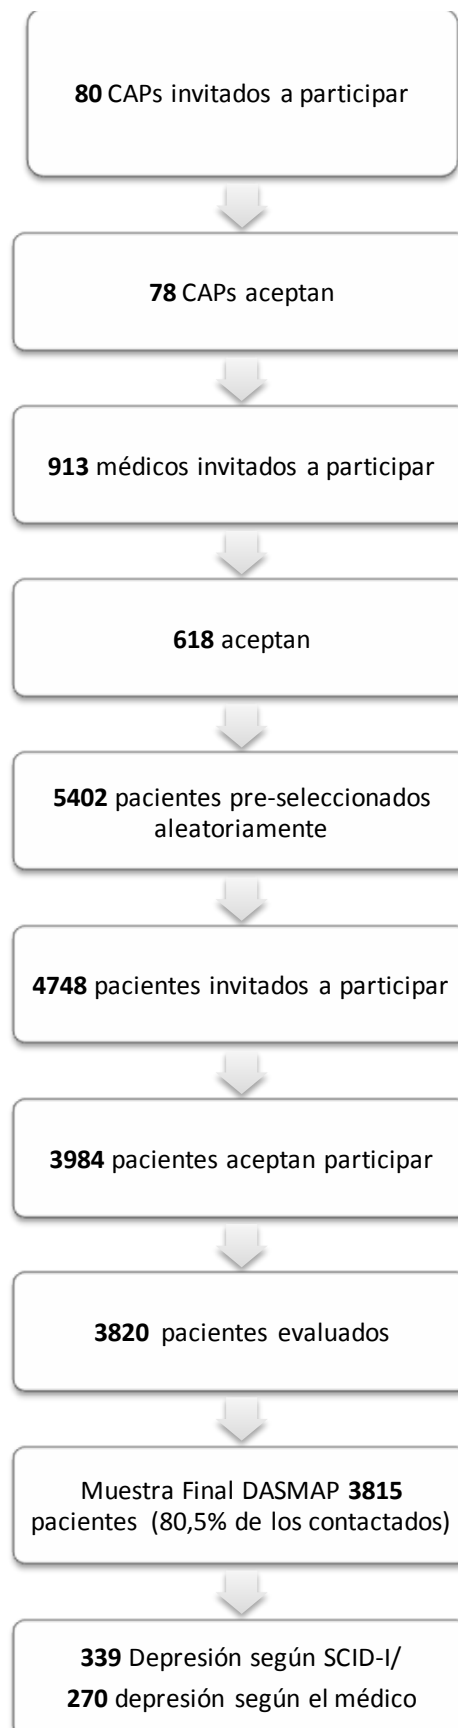 80 CAPs invitados a participar
78 CAPs aceptan
913 médicos invitados a participar
618 aceptan
5402 pacientes pre-seleccionados
aleatoriamente
4748 pacientes invitados a participar
3984 pacientes aceptan participar
3820 pacientes evaluados
Muestra Final DASMAP 3815
pacientes (80,5% de los contactados)
339 Depresión según SCID-I/
270 depresión según el médico